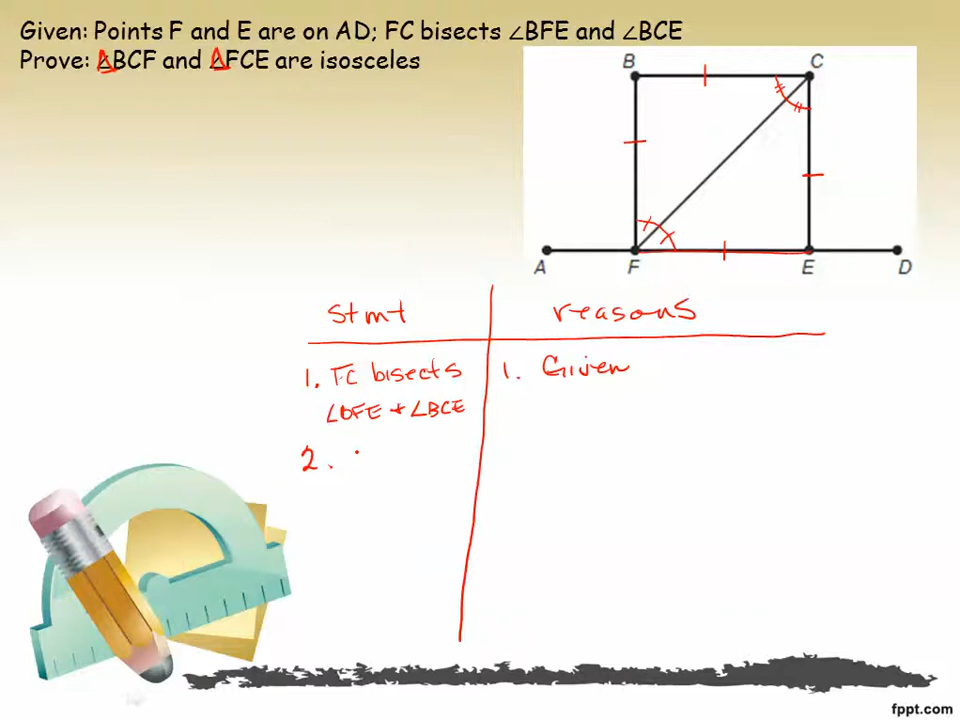 Given: Points F and E are on AD; FC bisects ∠BFE and ∠BCE
Prove: ΔBCF and ΔFCE are isosceles
B C
A F E D
stmt reasons
1. FC bisects 1. Given
∠BFE + ∠BCE
2.
fppt.com